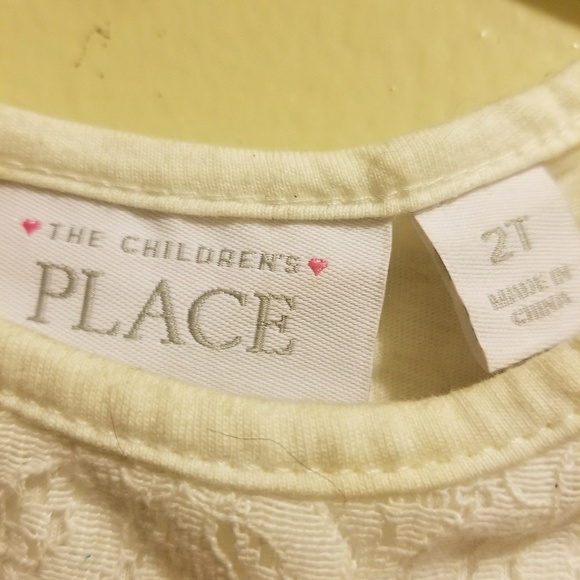 THE CHILDREN'S
PLACE
2T
MADE IN
CHINA